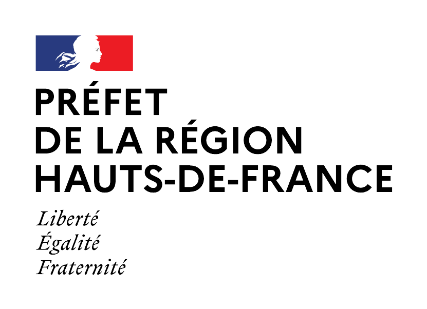 PRÉFET
DE LA RÉGION
HAUTS-DE-FRANCE
Liberté
Égalité
Fraternité